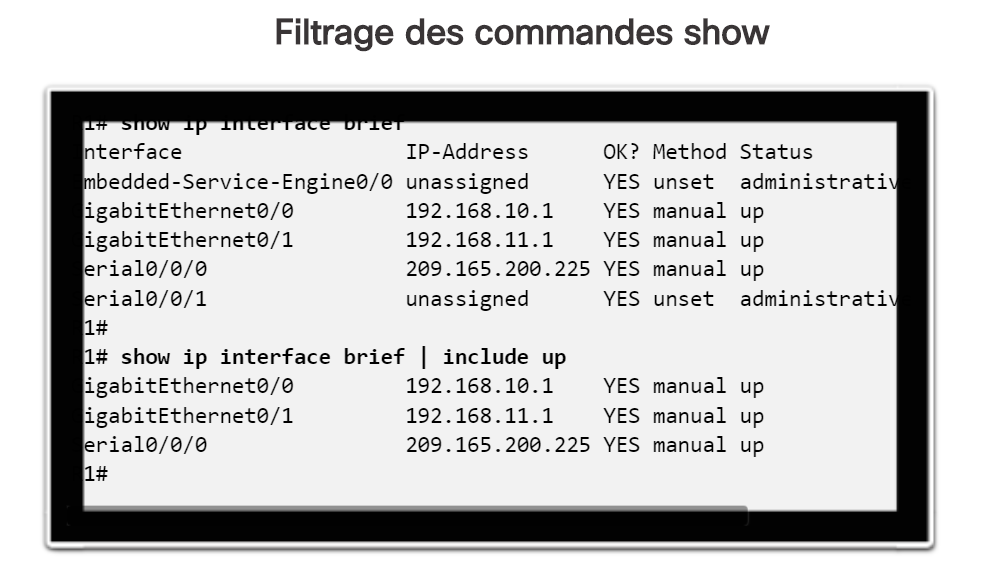 Filtrage des commandes show
1# show ip interface brief
nterface IP-Address OK? Method Status
mbedded-Service-Engine0/0 unassigned YES unset administrativ
igabitEthernet0/0 192.168.10.1 YES manual up
igabitEthernet0/1 192.168.11.1 YES manual up
erial0/0/0 209.165.200.225 YES manual up
erial0/0/1 unassigned YES unset administrativ
1#
1# show ip interface brief | include up
igabitEthernet0/0 192.168.10.1 YES manual up
igabitEthernet0/1 192.168.11.1 YES manual up
erial0/0/0 209.165.200.225 YES manual up
1#